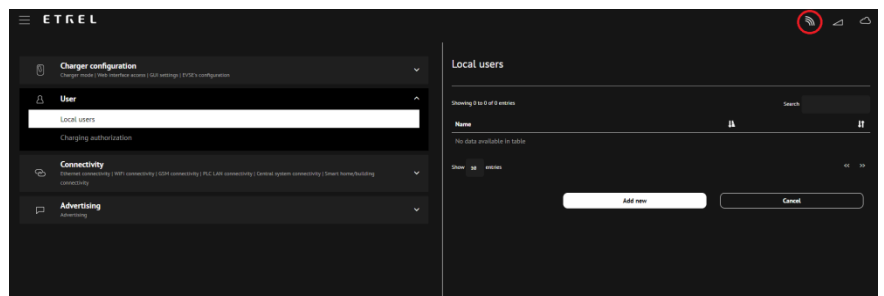 ETREL
Charger configuration
Charger mode | Web interface access | GUI settings | EVSE's configuration
User
Local users
Charging authorization
Connectivity
Ethernet connectivity | WiFi connectivity | GSM connectivity | PLC LAN connectivity | Central system connectivity | Smart home/building
connectivity
Advertising
Advertising
Local users
Showing 0 to 0 of 0 entries Search
Name
No data available in table
Show 10 entries
Add new Cancel